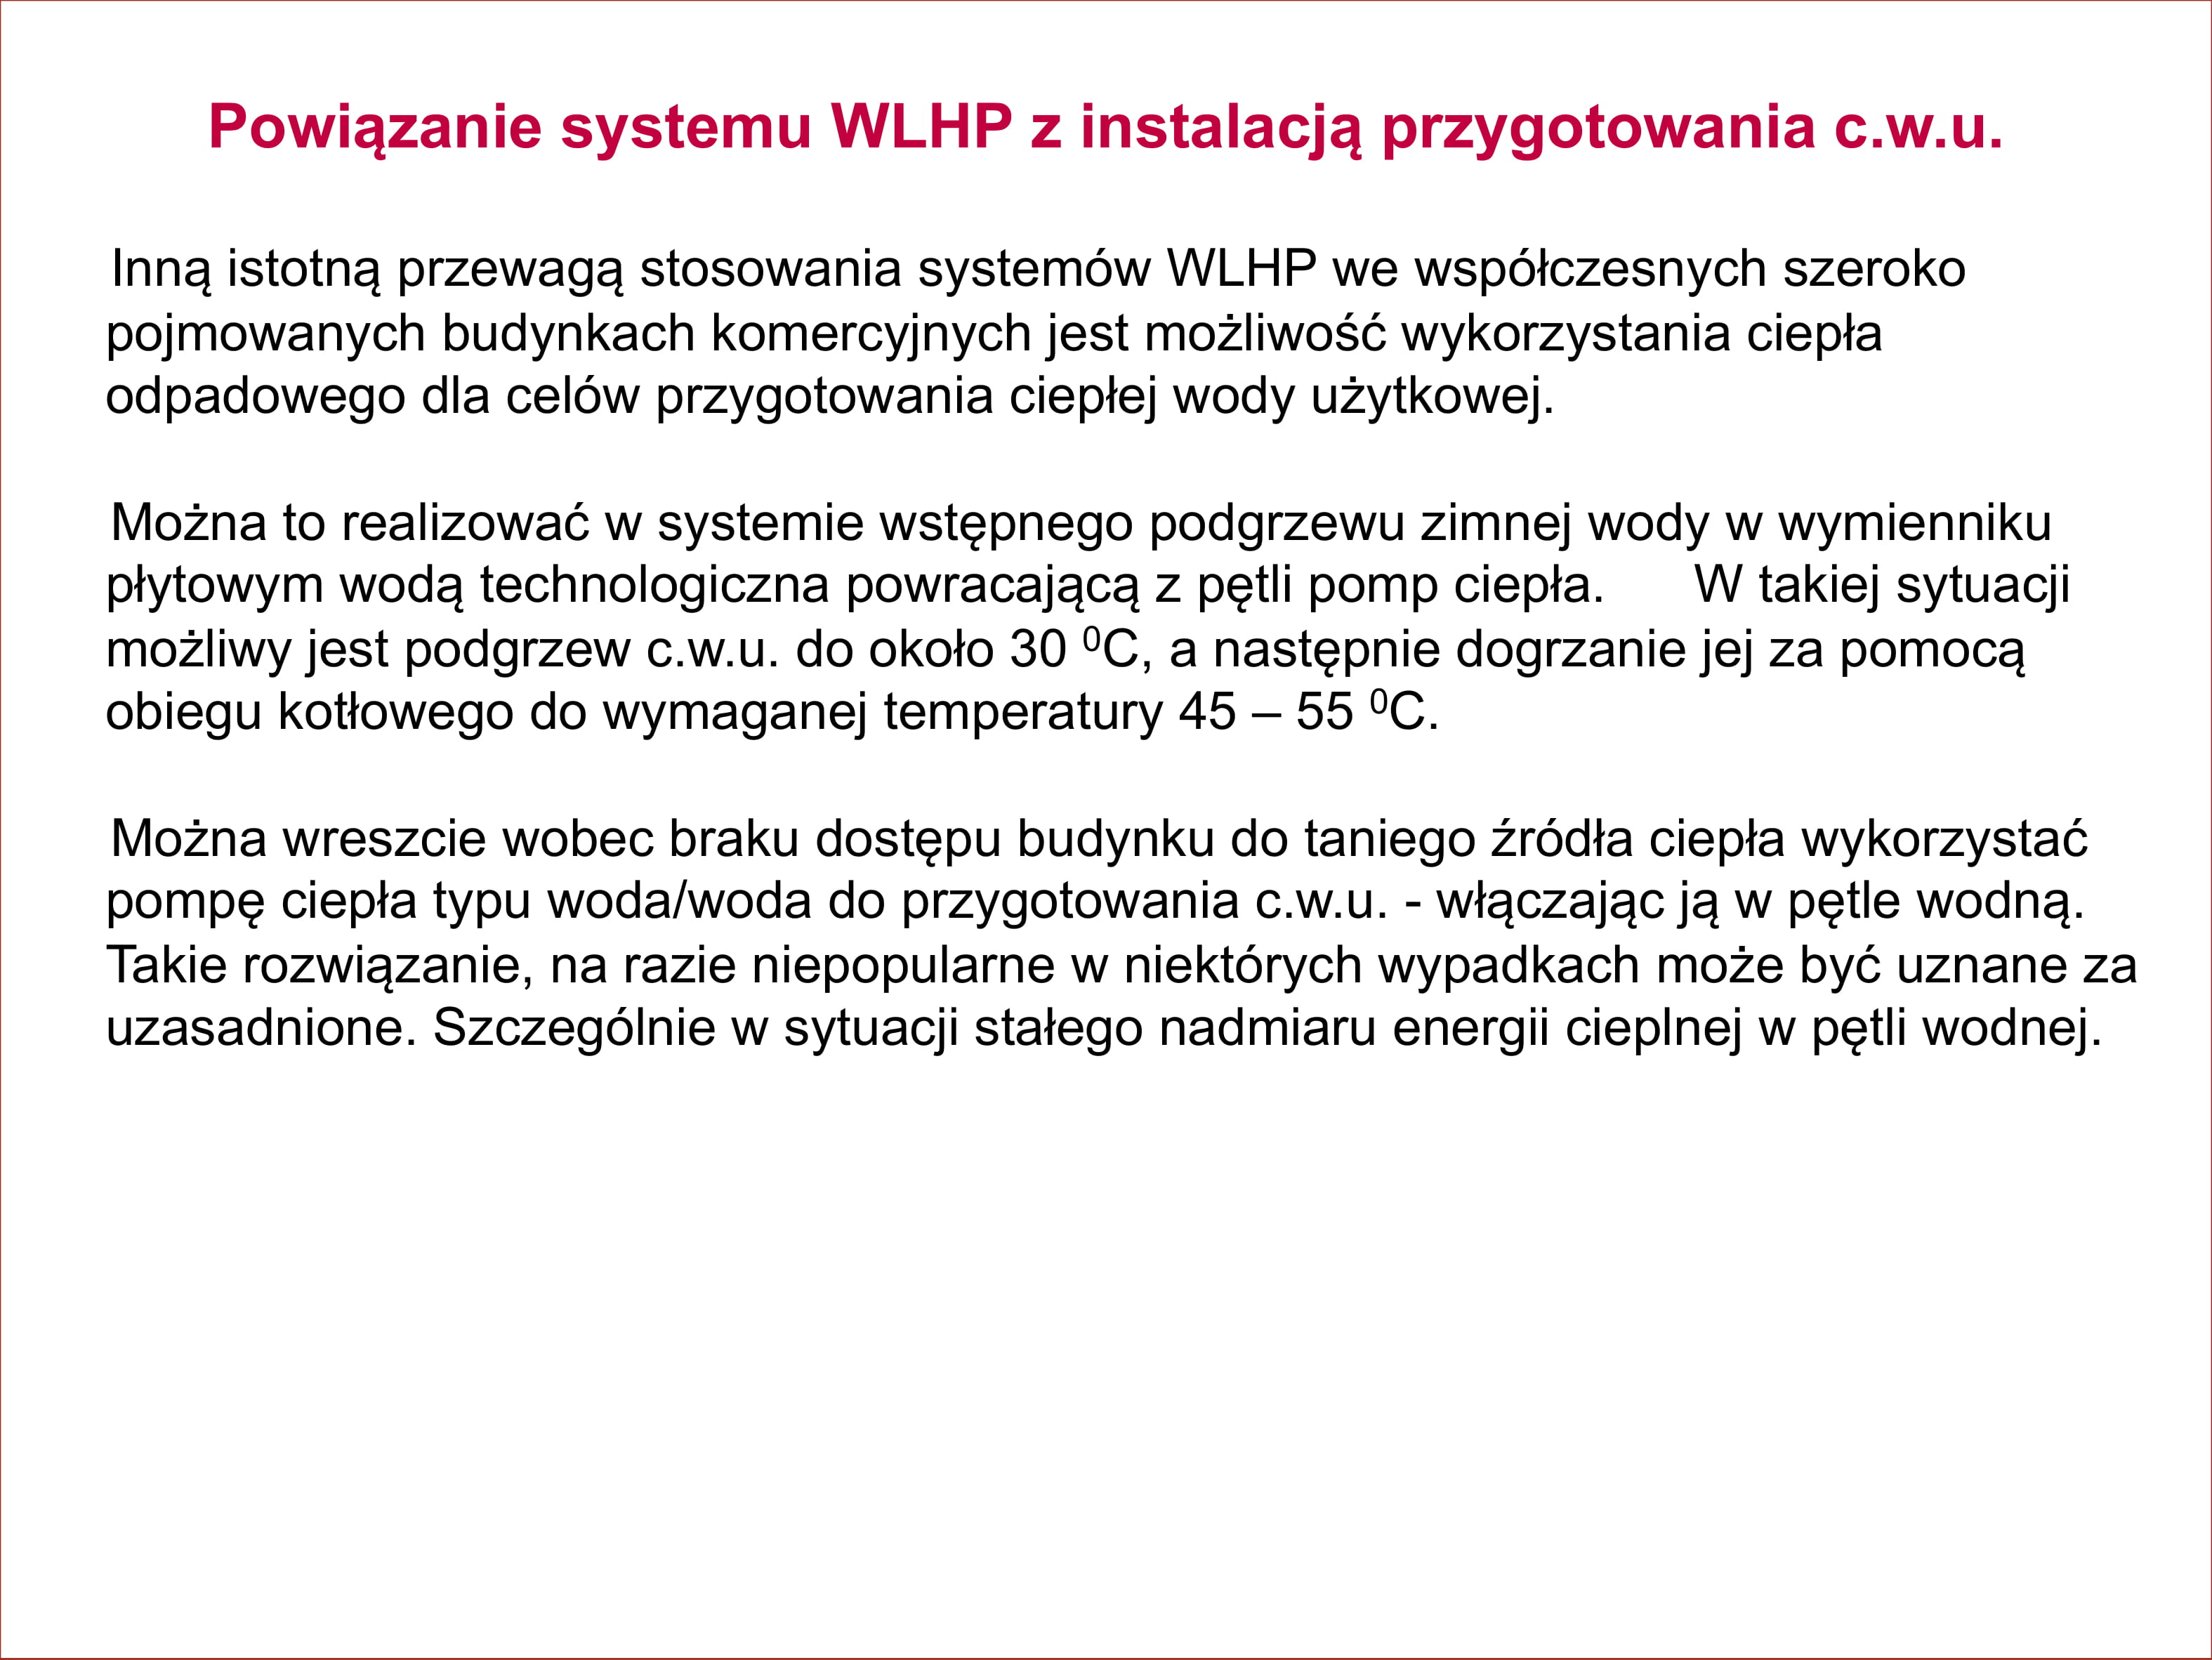 Powiązanie systemu WLHP z instalacją przygotowania c.w.u.
Inną istotną przewagą stosowania systemów WLHP we współczesnych szeroko
pojmowanych budynkach komercyjnych jest możliwość wykorzystania ciepła
odpadowego dla celów przygotowania ciepłej wody użytkowej.
Można to realizować w systemie wstępnego podgrzewu zimnej wody w wymienniku
płytowym wodą technologiczna powracającą z pętli pomp ciepła. W takiej sytuacji
możliwy jest podgrzew c.w.u. do około 30 ⁰C, a następnie dogrzanie jej za pomocą
obiegu kotłowego do wymaganej temperatury 45 – 55 ⁰C.
Można wreszcie wobec braku dostępu budynku do taniego źródła ciepła wykorzystać
pompę ciepła typu woda/woda do przygotowania c.w.u. - włączając ją w pętle wodną.
Takie rozwiązanie, na razie niepopularne w niektórych wypadkach może być uznane za
uzasadnione. Szczególnie w sytuacji stałego nadmiaru energii cieplnej w pętli wodnej.